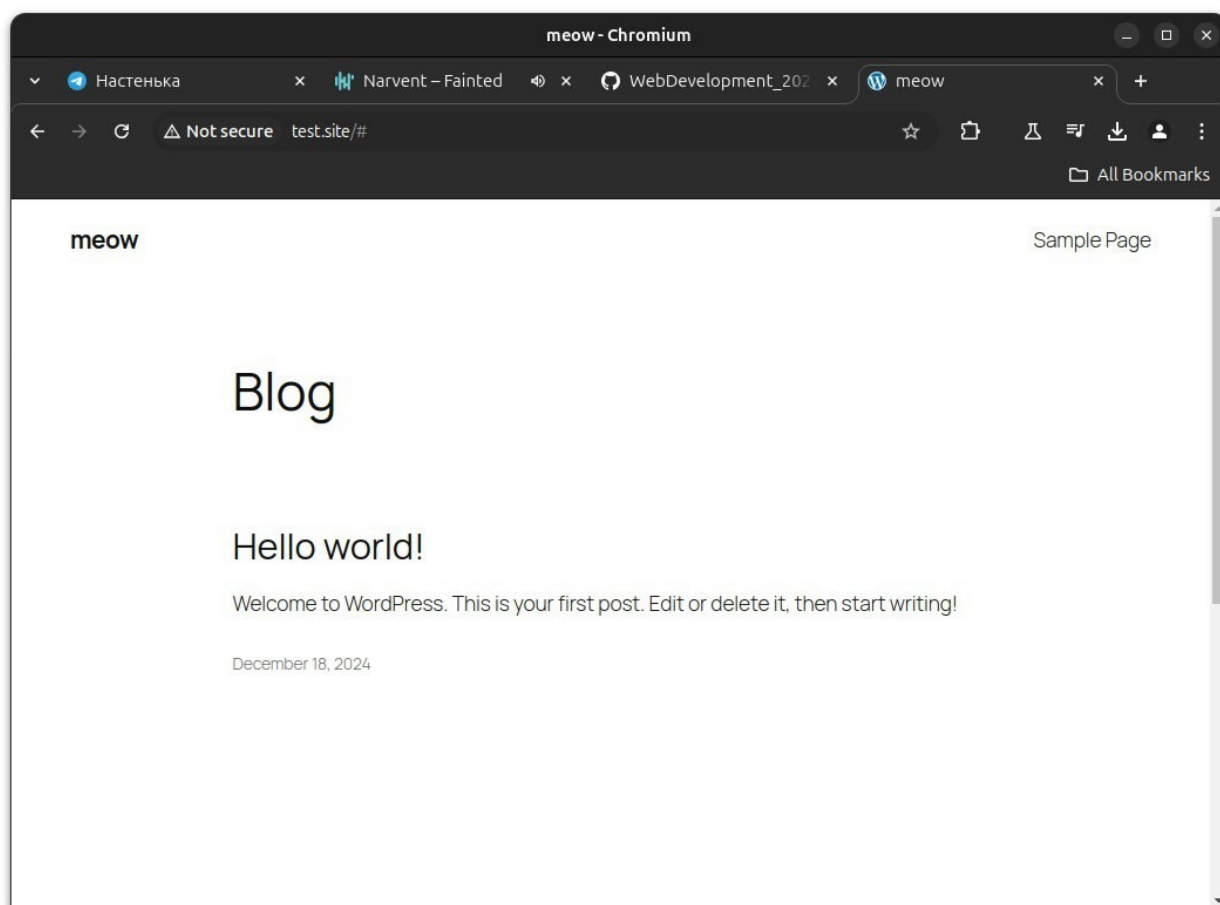 meow - Chromium
Настенька Narvent – Fainted WebDevelopment_202 meow
Not secure test.site/#
All Bookmarks
meow Sample Page
Blog
Hello world!
Welcome to WordPress. This is your first post. Edit or delete it, then start writing!
December 18, 2024